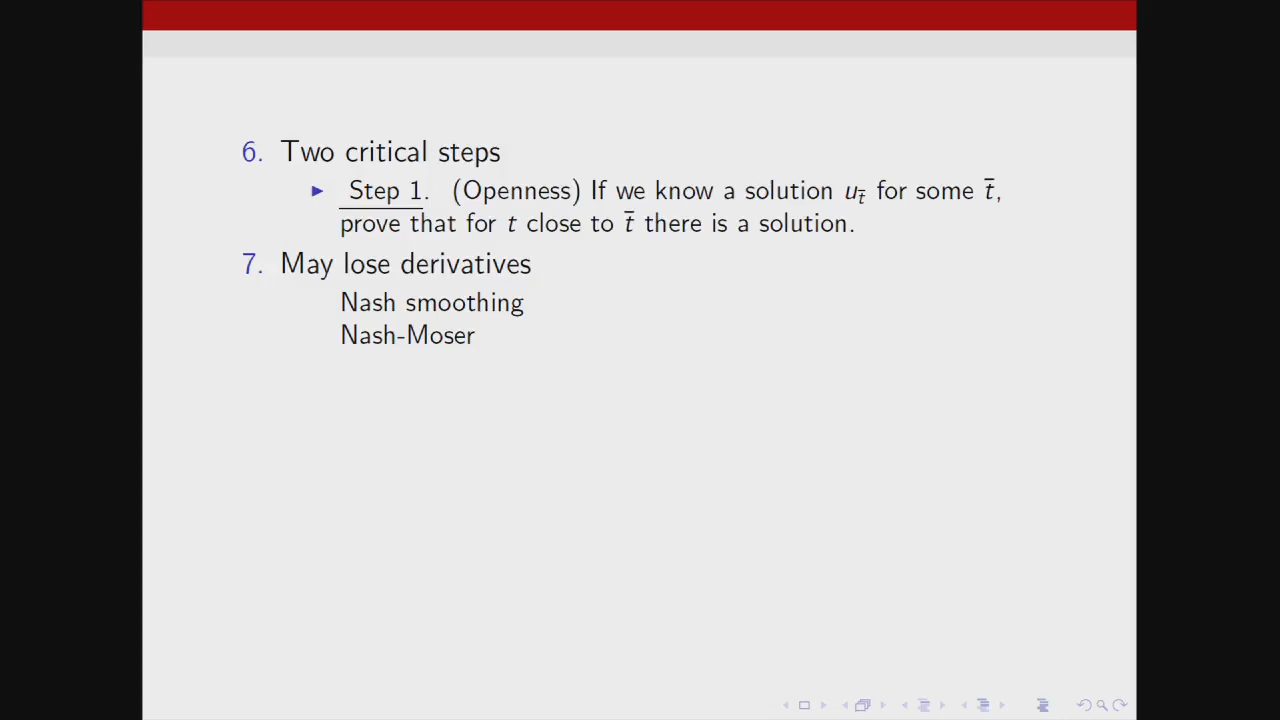 6. Two critical steps
▶ Step 1. (Openness) If we know a solution u_t̄ for some t̄,
prove that for t close to t̄ there is a solution.
7. May lose derivatives
Nash smoothing
Nash-Moser